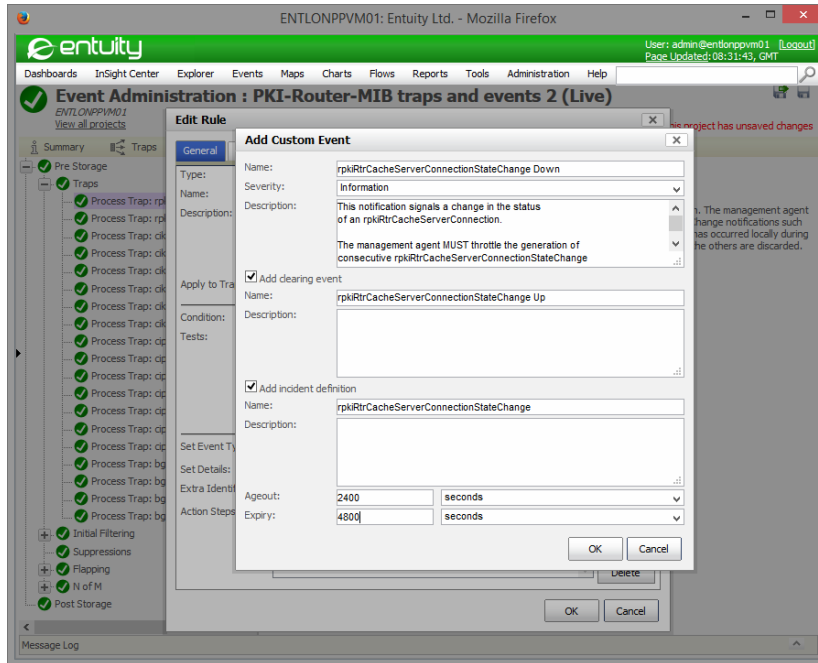 ENTLONPPVM01: Entuity Ltd. - Mozilla Firefox
entuity
User: admin@entlonppvm01 [Logout]
Page Updated: 08:31:43, GMT
Dashboards InSight Center Explorer Events Maps Charts Flows Reports Tools Administration Help
Event Administration : PKI-Router-MIB traps and events 2 (Live)
ENTLONPPVM01
View all projects
his project has unsaved changes
Summary Traps
Pre Storage
Traps
Process Trap: rpl
Process Trap: rpl
Process Trap: cik
Process Trap: cik
Process Trap: cik
Process Trap: cik
Process Trap: cik
Process Trap: cik
Process Trap: cip
Process Trap: cip
Process Trap: cip
Process Trap: cip
Process Trap: cip
Process Trap: cip
Process Trap: cip
Process Trap: bg
Process Trap: bg
Process Trap: bg
Process Trap: bg
Initial Filtering
Suppressions
Flapping
N of M
Post Storage
Message Log
Edit Rule
General
Type:
Name:
Description:
Apply to Tra
Condition:
Tests:
Set Event Ty
Set Details:
Extra Identif
Action Steps
Delete
OK Cancel
n. The management agent
hange notifications such
has occurred locally during
he others are discarded.
Add Custom Event
Name: rpkiRtrCacheServerConnectionStateChange Down
Severity: Information
Description: This notification signals a change in the status
of an rpkiRtrCacheServerConnection.
The management agent MUST throttle the generation of
consecutive rpkiRtrCacheServerConnectionStateChange
Add clearing event
Name: rpkiRtrCacheServerConnectionStateChange Up
Description:
Add incident definition
Name: rpkiRtrCacheServerConnectionStateChange
Description:
Ageout: 2400 seconds
Expiry: 4800 seconds
OK Cancel